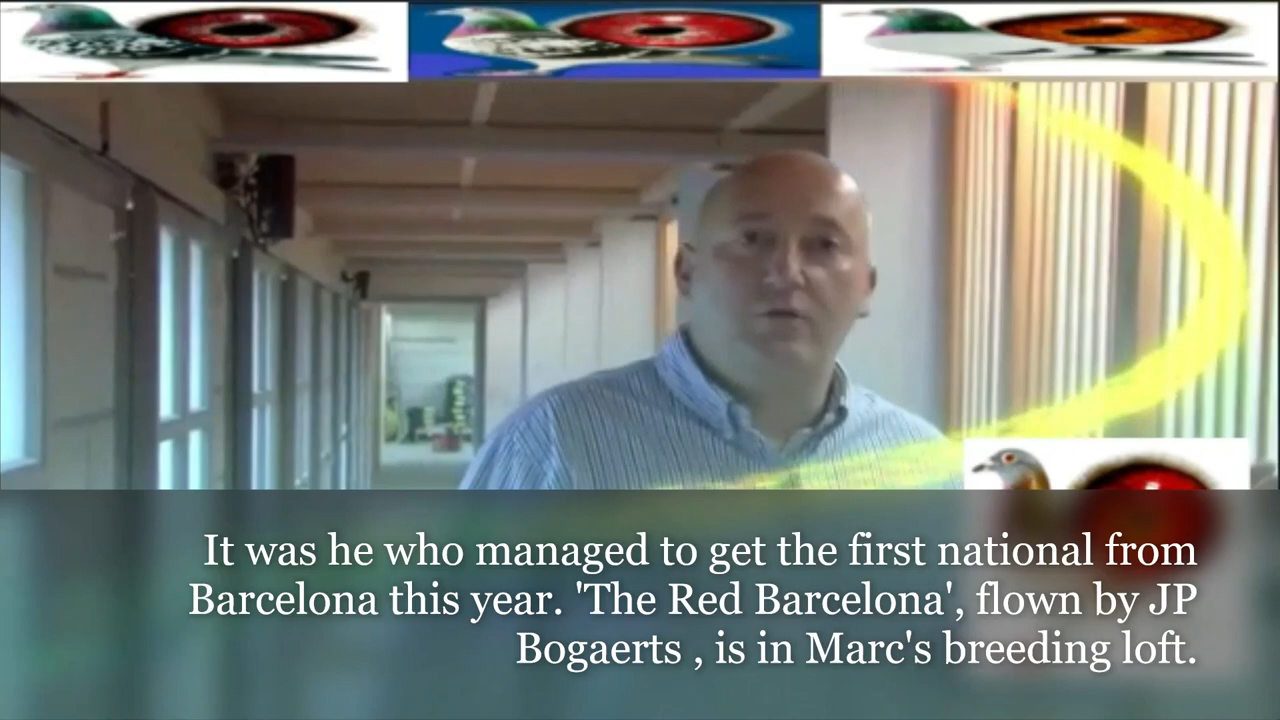 It was he who managed to get the first national from
Barcelona this year. 'The Red Barcelona', flown by JP
Bogaerts , is in Marc's breeding loft.